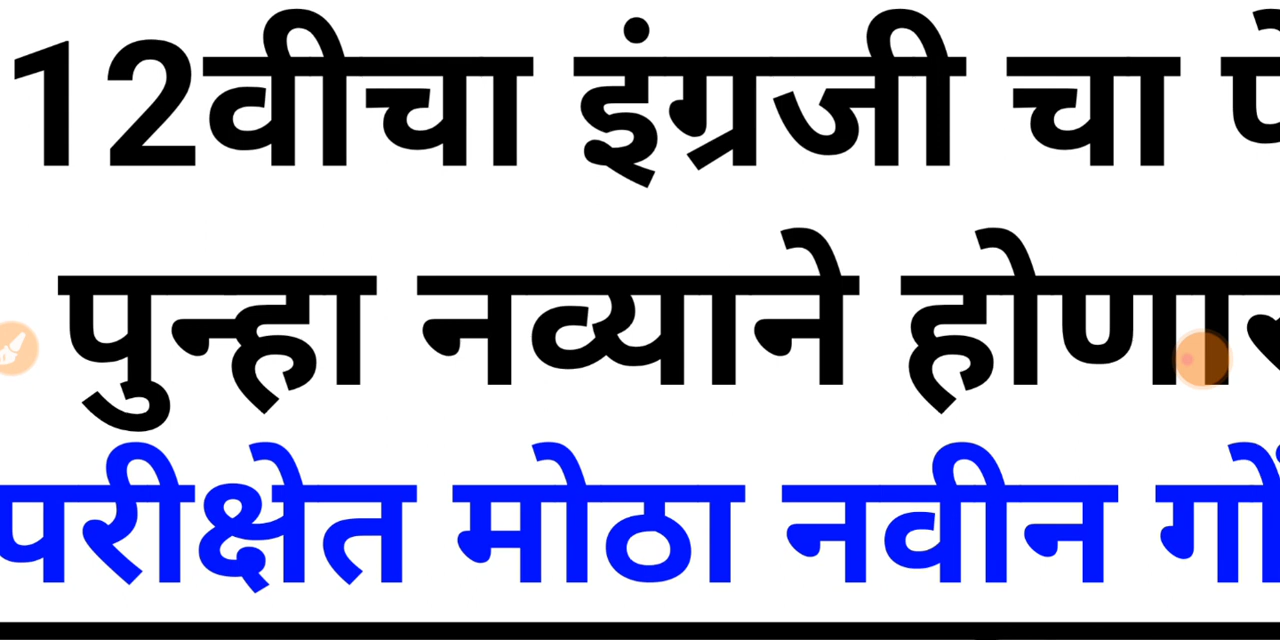 12वीचा इंग्रजी चा पे
पुन्हा नव्याने होणार
परीक्षेत मोठा नवीन गों